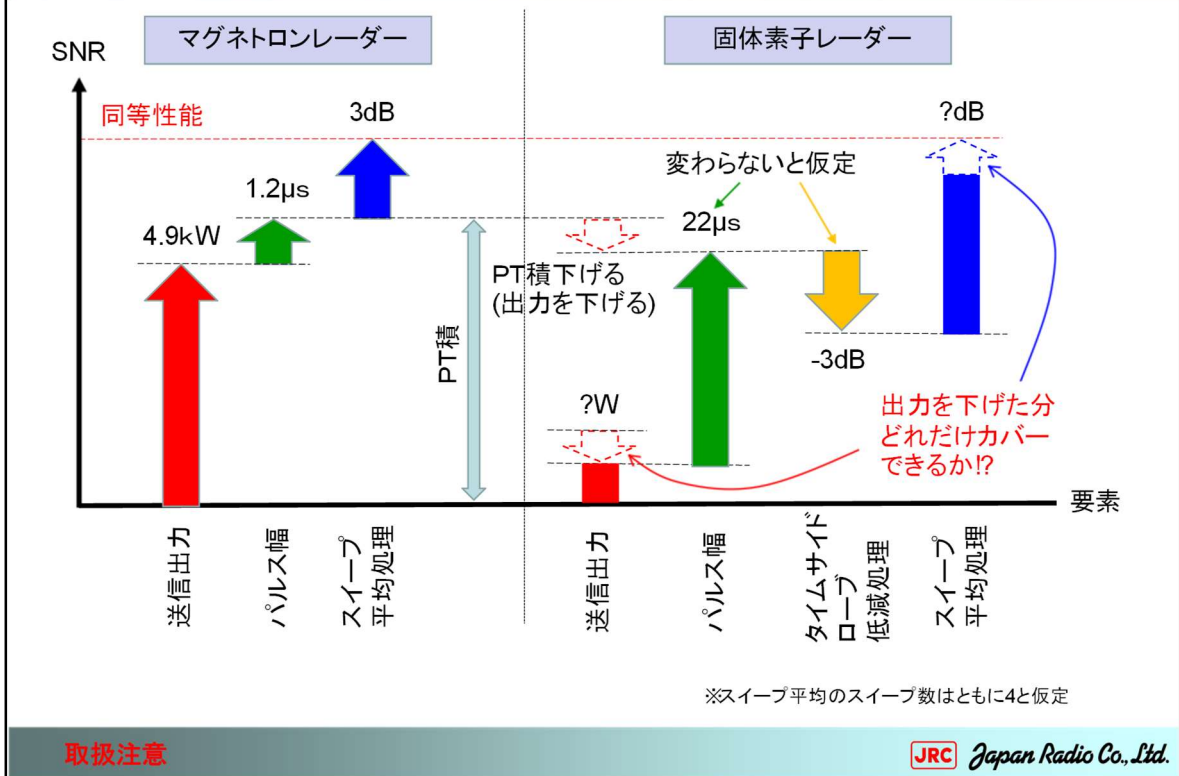 マグネトロンレーダー
固体素子レーダー
SNR
同等性能
3dB
?dB
変わらないと仮定
1.2µs
22µs
4.9kW
PT積下げる
(出力を下げる)
PT積
-3dB
?W
出力を下げた分
どれだけカバー
できるか!?
要素
送信出力
パルス幅
スイープ
平均処理
送信出力
パルス幅
タイムサイド
ローブ
低減処理
スイープ
平均処理
※スイープ平均のスイープ数はともに4と仮定
取扱注意
JRC Japan Radio Co., Ltd.